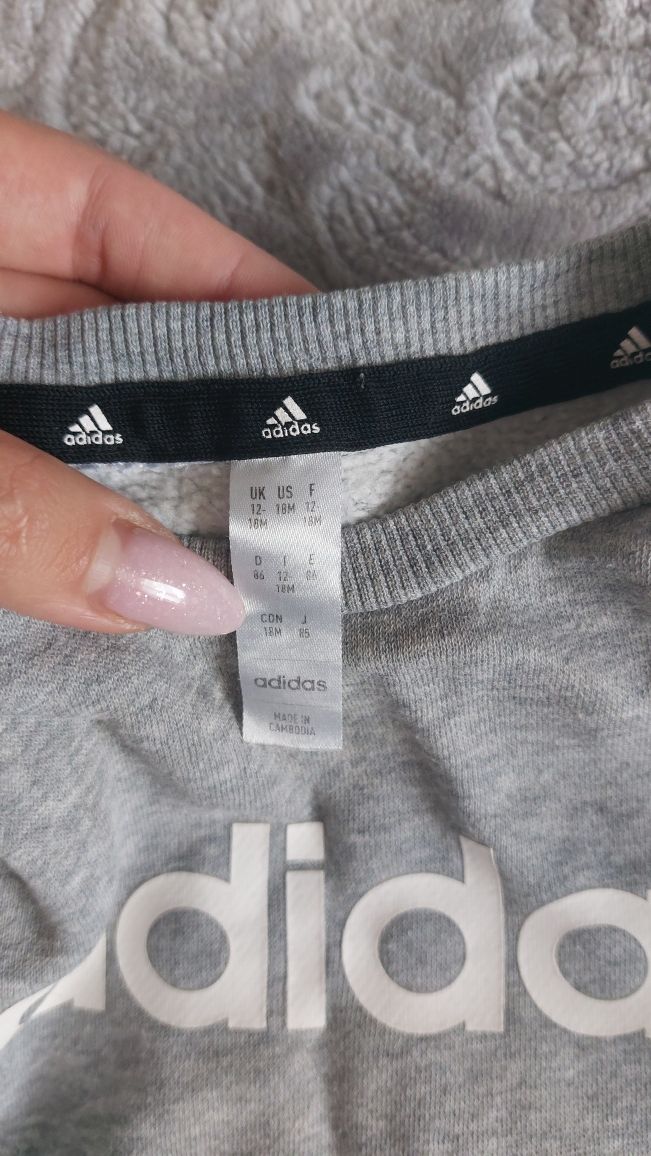 adidas adidas adidas adidas
UK US F
12- 18M 12
18M 18M
D I E
86 12 86
18M
CON J
18M 85
adidas
MADE IN
CAMBODIA
adida